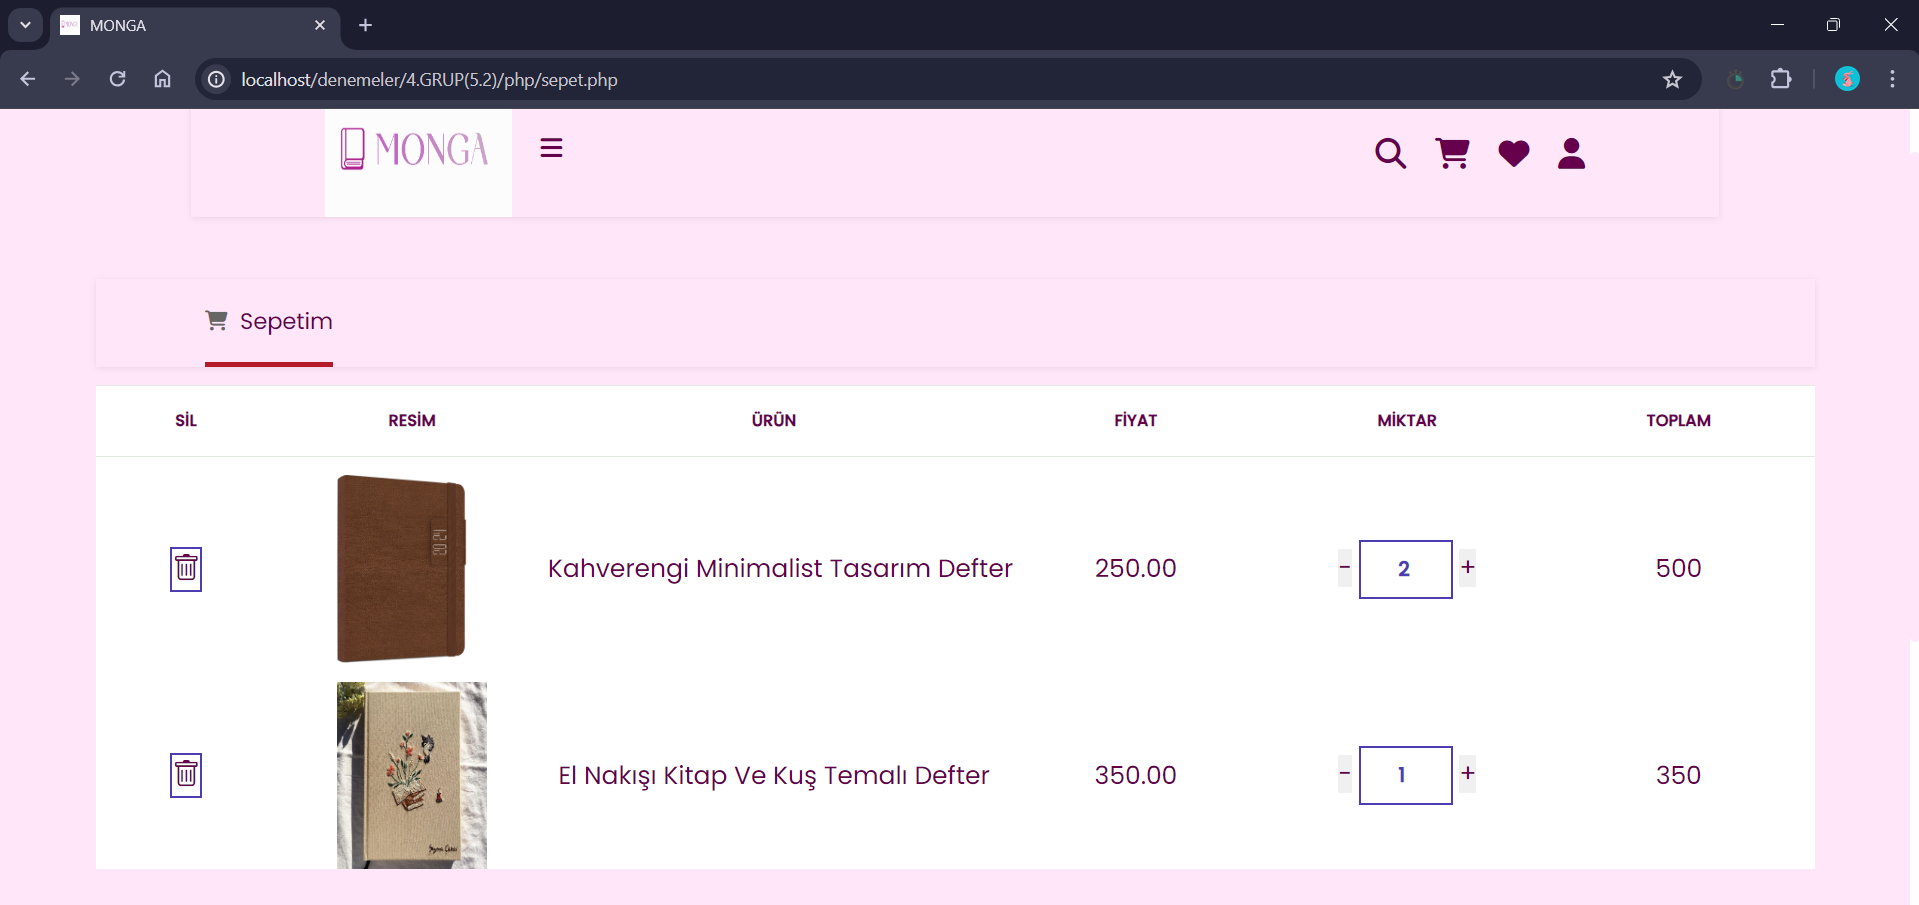 MONGA
localhost/denemeler/4.GRUP(5.2)/php/sepet.php
MONGA
Sepetim
SİL RESİM ÜRÜN FİYAT MİKTAR TOPLAM
2024
Kahverengi Minimalist Tasarım Defter 250.00 - 2 + 500
El Nakışı Kitap Ve Kuş Temalı Defter 350.00 - 1 + 350